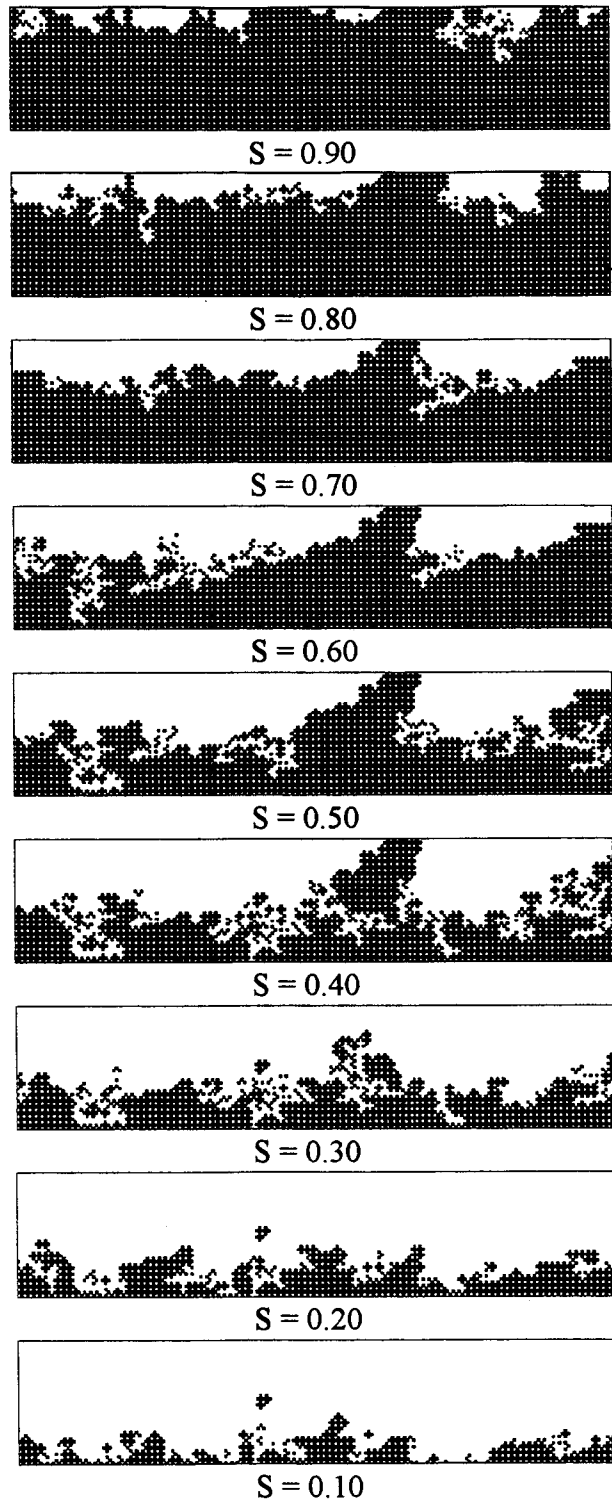 S = 0.90
S = 0.80
S = 0.70
S = 0.60
S = 0.50
S = 0.40
S = 0.30
S = 0.20
S = 0.10